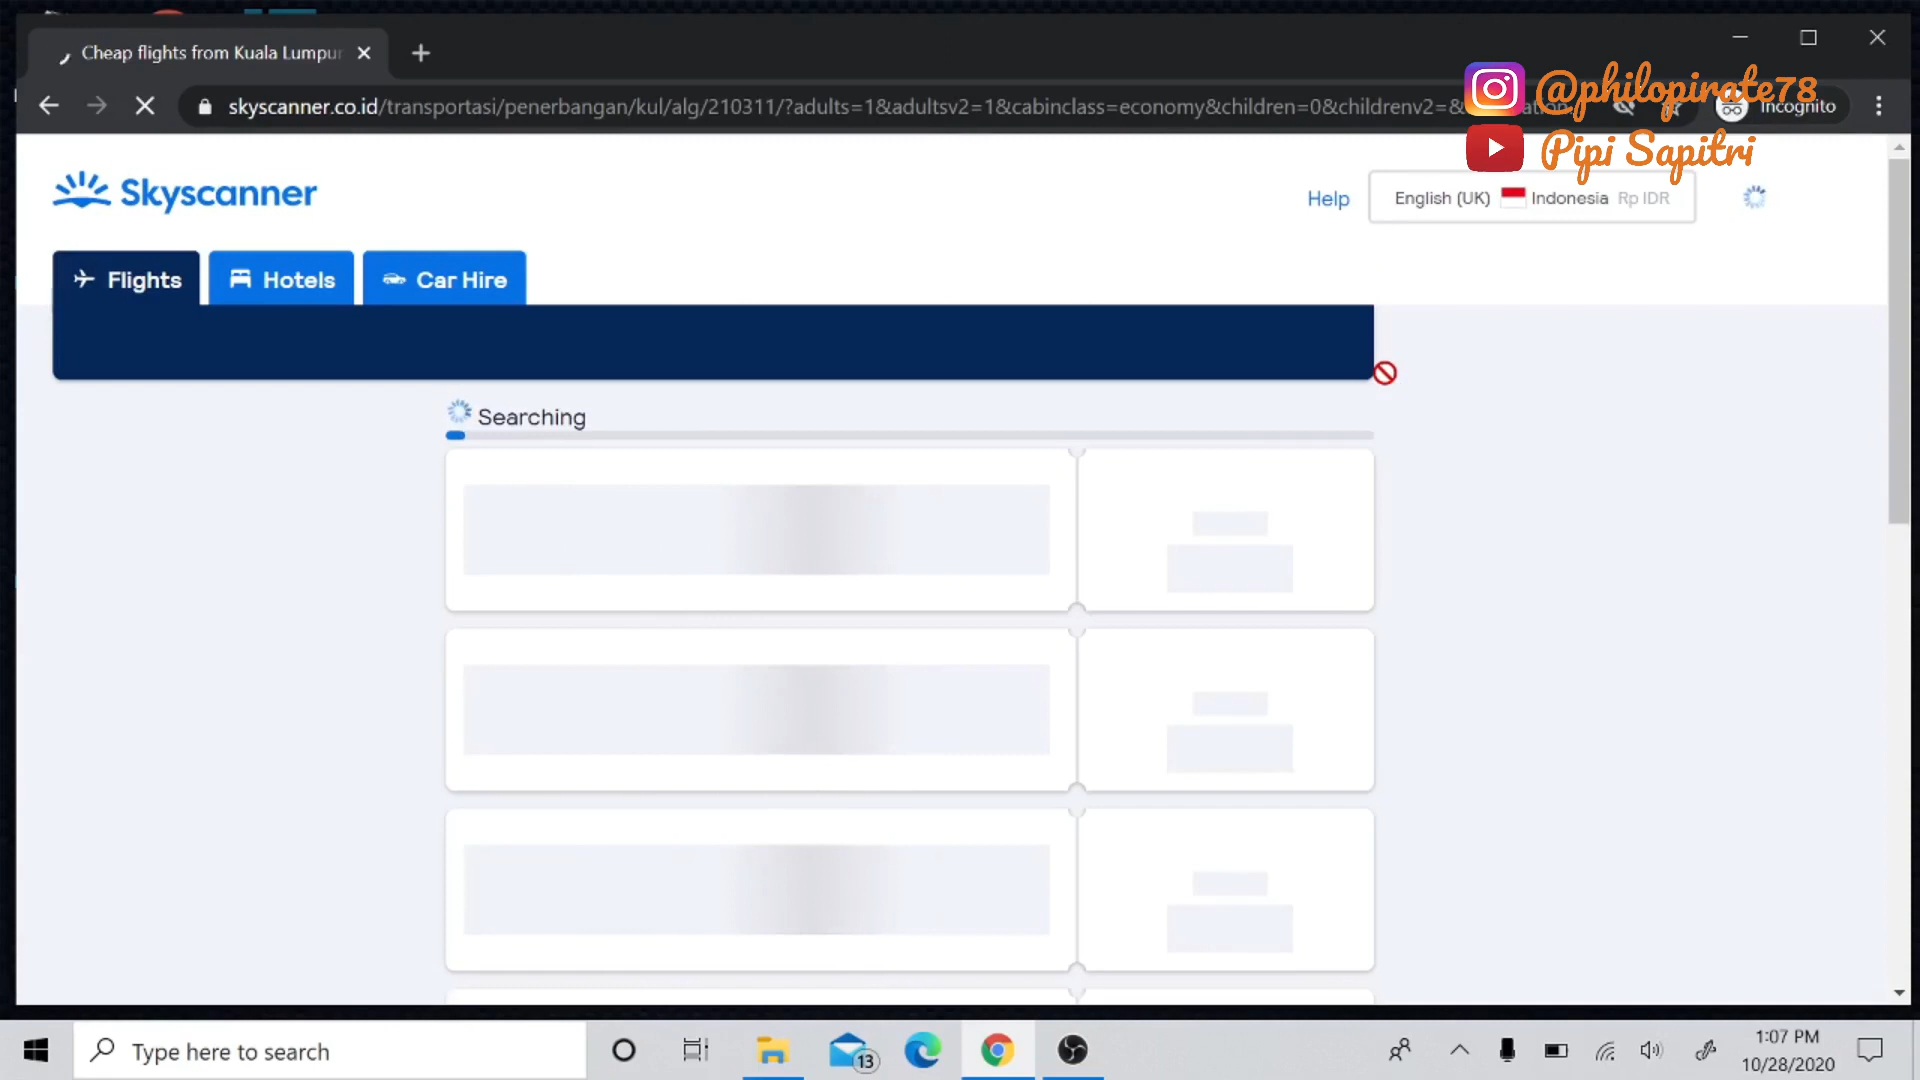 Cheap flights from Kuala Lumpur
skyscanner.co.id/transportasi/penerbangan/kul/alg/210311/?adults=1&adultsv2=1&cabinclass=economy&children=0&childrenv2=&
Incognito
@philopirate78
Pipi Sapitri
Skyscanner
Help
English (UK) Indonesia Rp IDR
Flights
Hotels
Car Hire
Searching
Type here to search
13
1:07 PM
10/28/2020